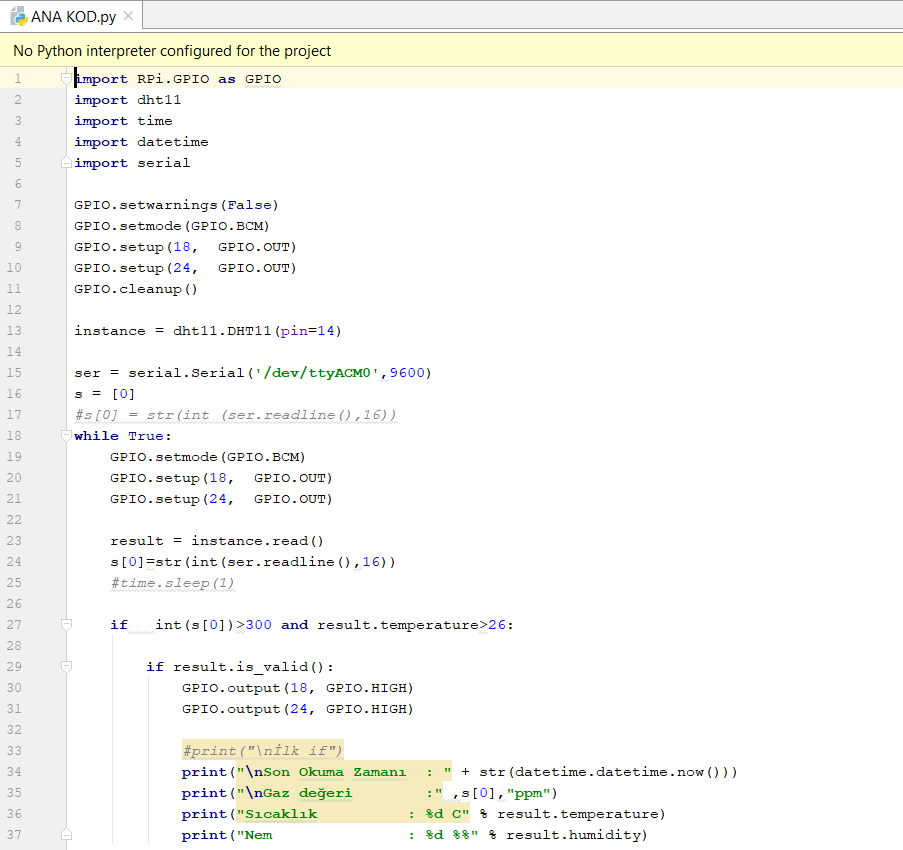 ANA KOD.py
No Python interpreter configured for the project
1 import RPi.GPIO as GPIO
2 import dht11
3 import time
4 import datetime
5 import serial
6
7 GPIO.setwarnings(False)
8 GPIO.setmode(GPIO.BCM)
9 GPIO.setup(18,  GPIO.OUT)
10 GPIO.setup(24,  GPIO.OUT)
11 GPIO.cleanup()
12
13 instance = dht11.DHT11(pin=14)
14
15 ser = serial.Serial('/dev/ttyACM0',9600)
16 s = [0]
17 #s[0] = str(int (ser.readline(),16))
18 while True:
19     GPIO.setmode(GPIO.BCM)
20     GPIO.setup(18,  GPIO.OUT)
21     GPIO.setup(24,  GPIO.OUT)
22
23     result = instance.read()
24     s[0]=str(int(ser.readline(),16))
25     #time.sleep(1)
26
27     if   int(s[0])>300 and result.temperature>26:
28
29         if result.is_valid():
30             GPIO.output(18, GPIO.HIGH)
31             GPIO.output(24, GPIO.HIGH)
32
33             #print("\nİlk if")
34             print("\nSon Okuma Zamanı  : " + str(datetime.datetime.now()))
35             print("\nGaz değeri        :" ,s[0],"ppm")
36             print("Sıcaklık          : %d C" % result.temperature)
37             print("Nem               : %d %%" % result.humidity)